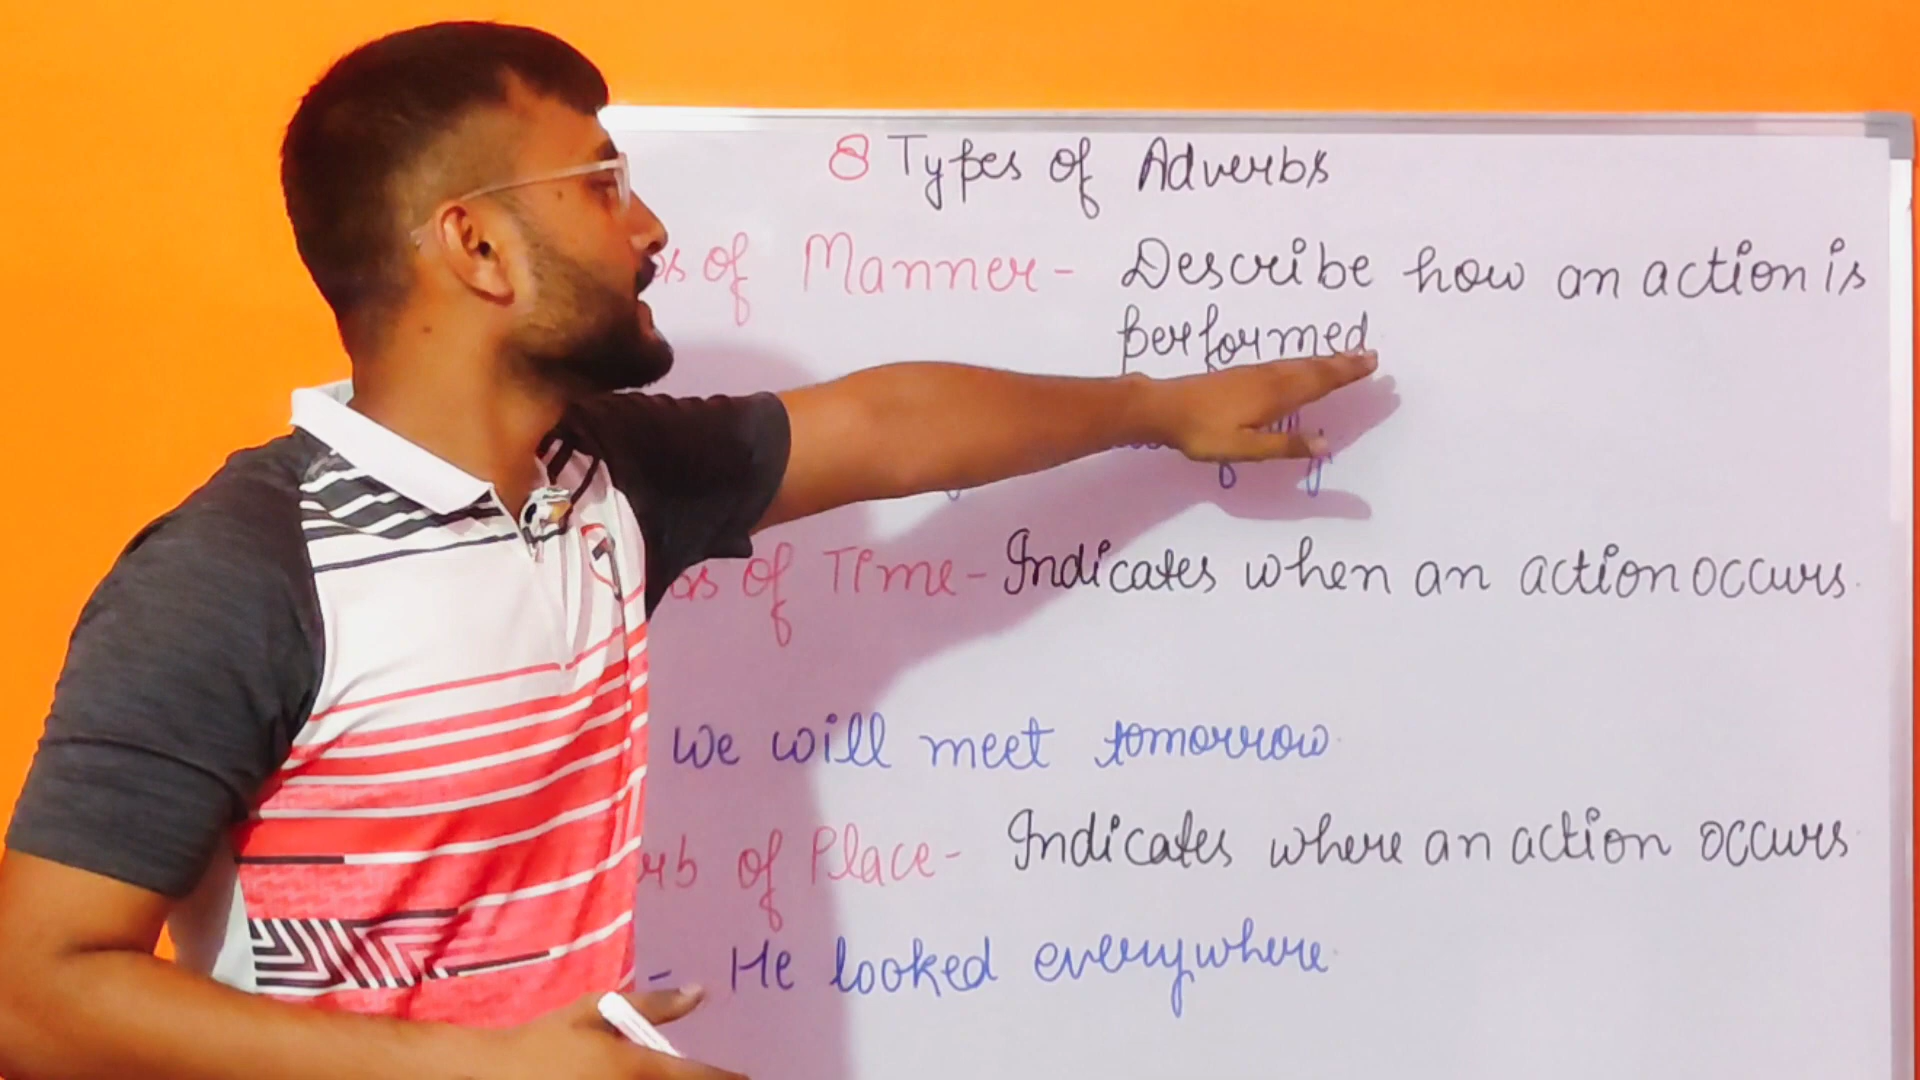 8 Types of Adverbs
of Manner - Describe how an action is
performed
of Time - Indicates when an action occurs.
We will meet tomorrow.
of Place - Indicates where an action occurs
- He looked everywhere.